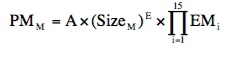 PM_M = A×(Size_M)^E × ∏_{i=1}^{15} EM_i